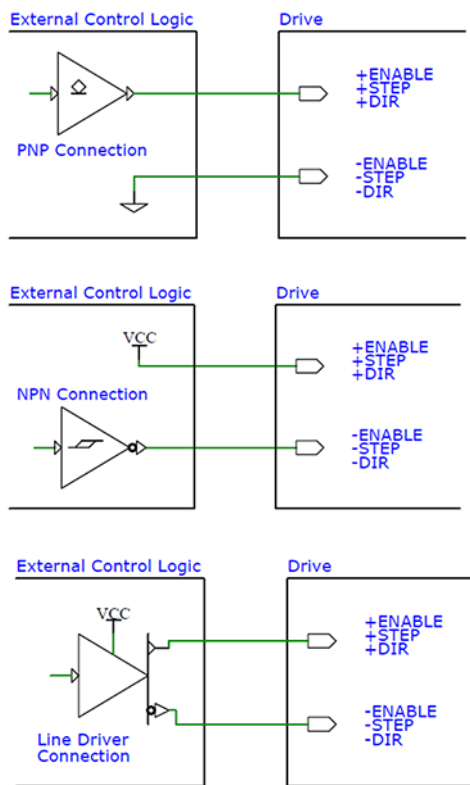 External Control Logic
Drive
+ENABLE
+STEP
+DIR
PNP Connection
-ENABLE
-STEP
-DIR
External Control Logic
Drive
VCC
+ENABLE
+STEP
+DIR
NPN Connection
-ENABLE
-STEP
-DIR
External Control Logic
Drive
VCC
+ENABLE
+STEP
+DIR
-ENABLE
-STEP
-DIR
Line Driver
Connection